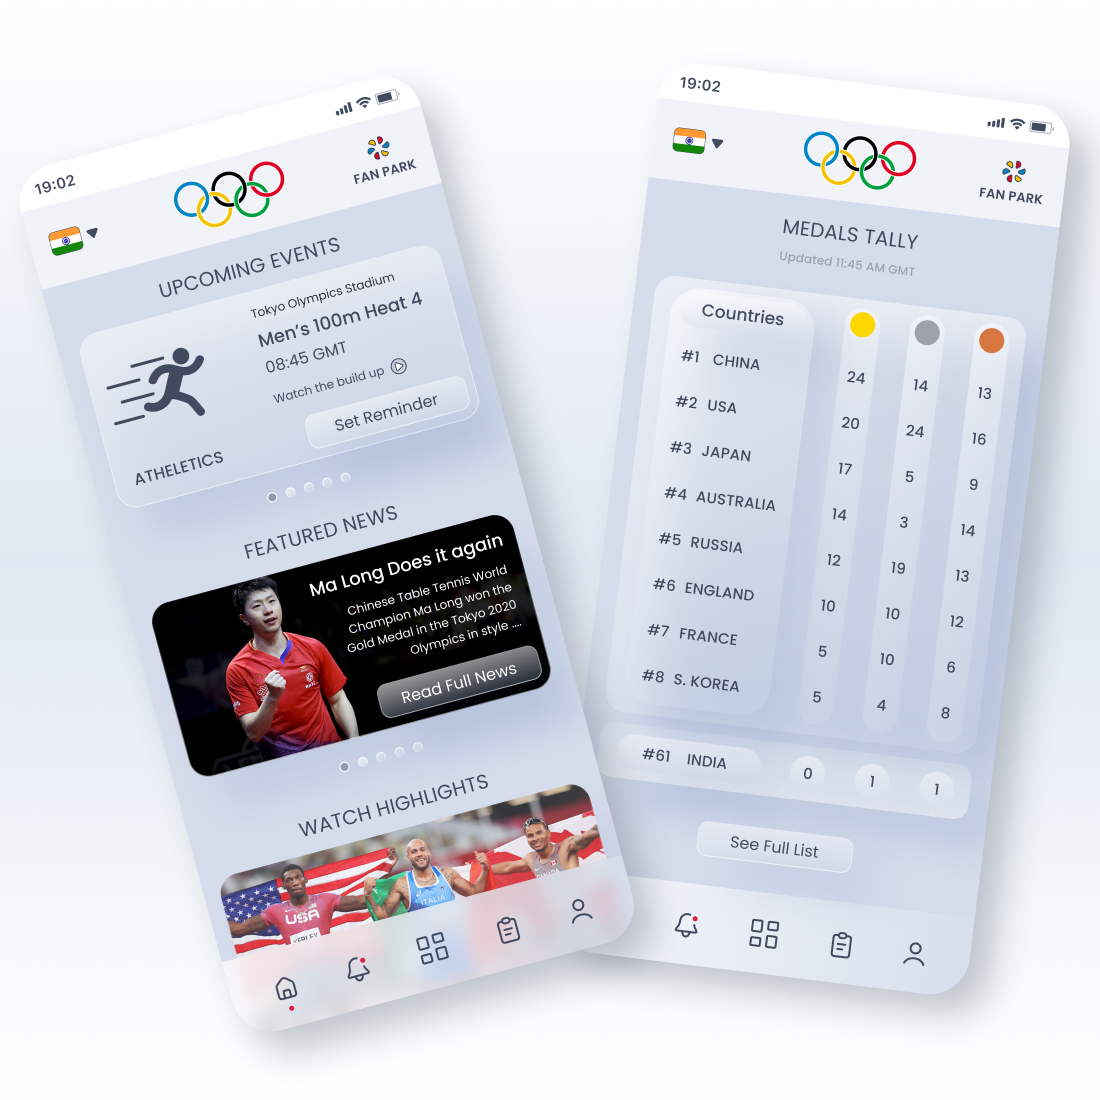 19:02
FAN PARK
UPCOMING EVENTS
Tokyo Olympics Stadium
Men's 100m Heat 4
08:45 GMT
Watch the build up
Set Reminder
ATHELETICS
FEATURED NEWS
Ma Long Does it again
Chinese Table Tennis World
Champion Ma Long won the
Gold Medal in the Tokyo 2020
Olympics in style ....
Read Full News
WATCH HIGHLIGHTS
USA
KERLEY
ITALIA
19:02
FAN PARK
MEDALS TALLY
Updated 11:45 AM GMT
Countries
#1 CHINA 24 14 13
#2 USA 20 24 16
#3 JAPAN 17 5 9
#4 AUSTRALIA 14 3 14
#5 RUSSIA 12 19 13
#6 ENGLAND 10 10 12
#7 FRANCE 5 10 6
#8 S. KOREA 5 4 8
#61 INDIA 0 1 1
See Full List